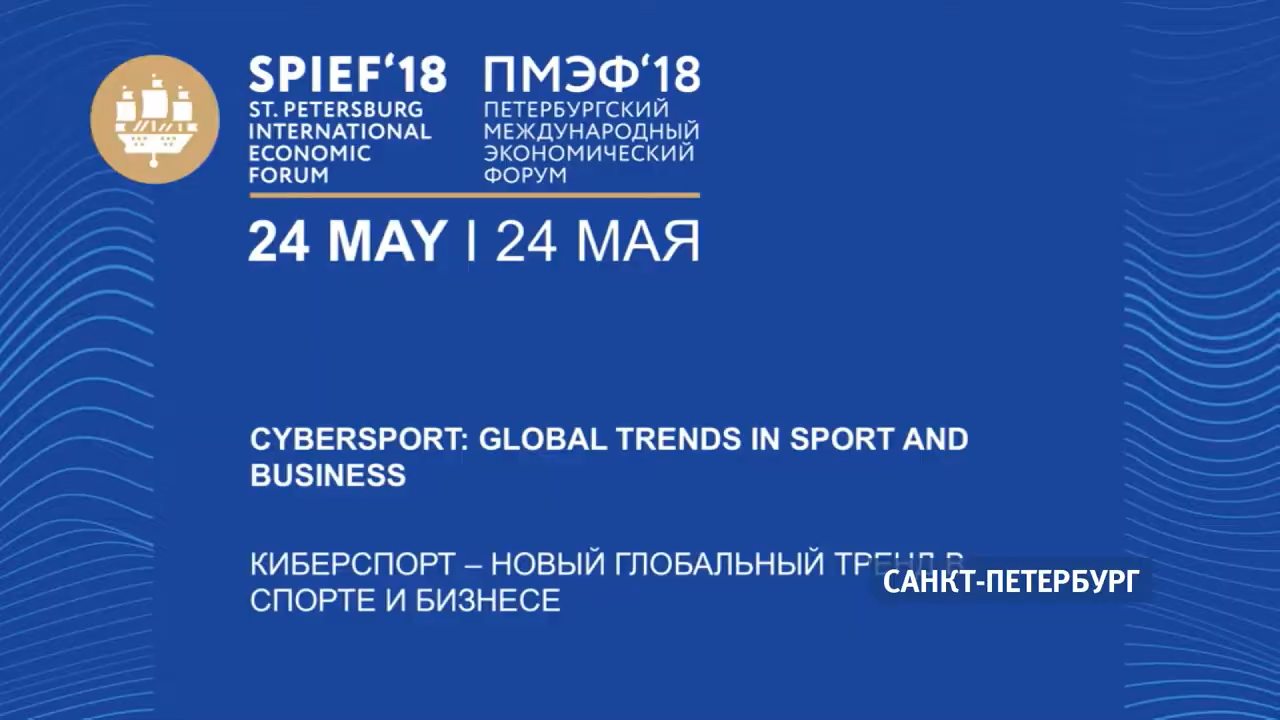 SPIEF‘18
ST. PETERSBURG
INTERNATIONAL
ECONOMIC
FORUM
ПМЭФ‘18
ПЕТЕРБУРГСКИЙ
МЕЖДУНАРОДНЫЙ
ЭКОНОМИЧЕСКИЙ
ФОРУМ
24 MAY | 24 МАЯ
CYBERSPORT: GLOBAL TRENDS IN SPORT AND
BUSINESS
КИБЕРСПОРТ – НОВЫЙ ГЛОБАЛЬНЫЙ ТРЕНД В
СПОРТЕ И БИЗНЕСЕ
САНКТ-ПЕТЕРБУРГ